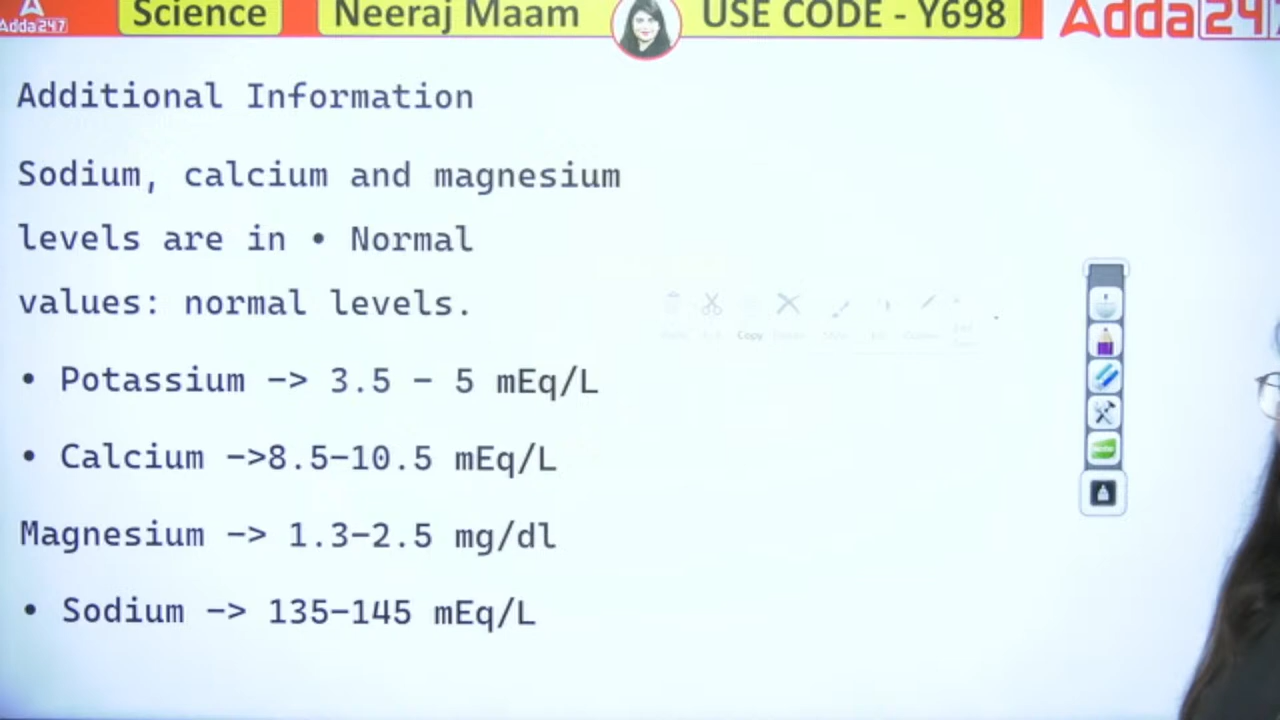 Adda247
Science
Neeraj Maam
USE CODE - Y698
Adda247
Additional Information
Sodium, calcium and magnesium
levels are in • Normal
values: normal levels.
Copy
• Potassium –> 3.5 – 5 mEq/L
• Calcium –>8.5–10.5 mEq/L
Magnesium –> 1.3–2.5 mg/dl
• Sodium –> 135–145 mEq/L